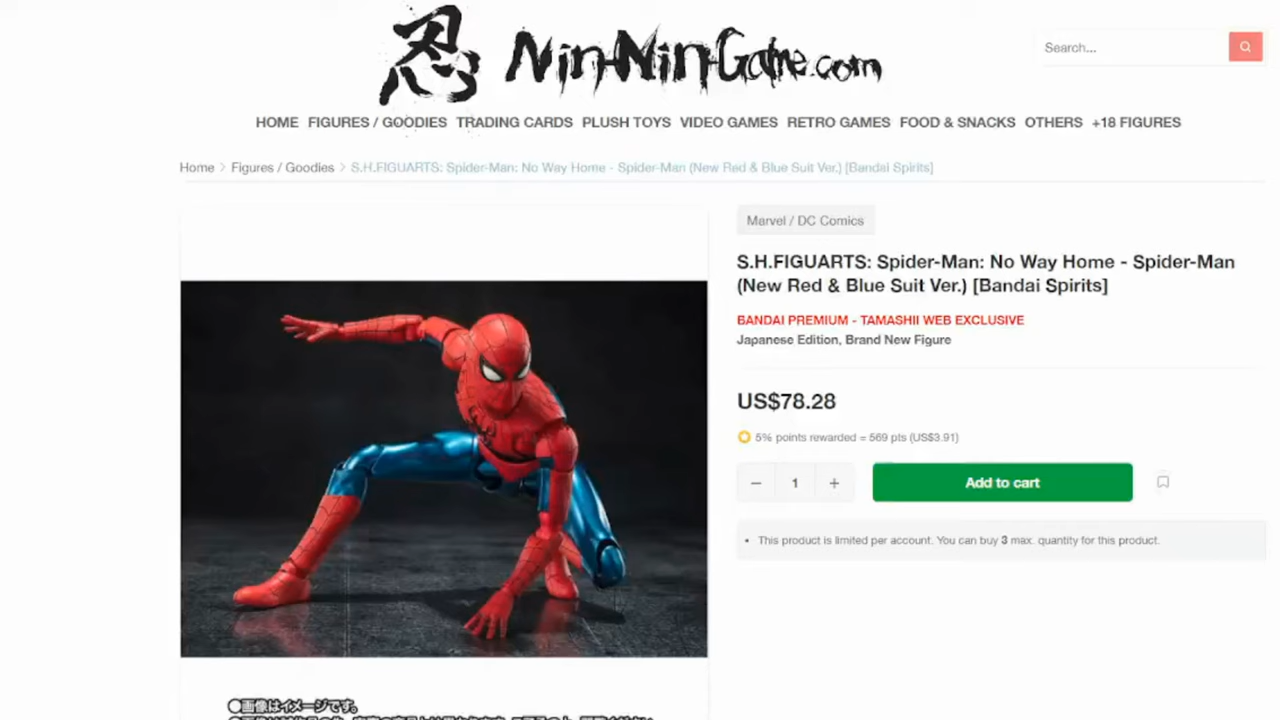 忍 Nin-Nin-Game.com
Search...
HOME FIGURES / GOODIES TRADING CARDS PLUSH TOYS VIDEO GAMES RETRO GAMES FOOD & SNACKS OTHERS +18 FIGURES
Home > Figures / Goodies > S.H.FIGUARTS: Spider-Man: No Way Home - Spider-Man (New Red & Blue Suit Ver.) [Bandai Spirits]
Marvel / DC Comics
S.H.FIGUARTS: Spider-Man: No Way Home - Spider-Man
(New Red & Blue Suit Ver.) [Bandai Spirits]
BANDAI PREMIUM - TAMASHII WEB EXCLUSIVE
Japanese Edition, Brand New Figure
US$78.28
5% points rewarded = 569 pts (US$3.91)
− 1 + Add to cart
• This product is limited per account. You can buy 3 max. quantity for this product.
●画像はイメージです。